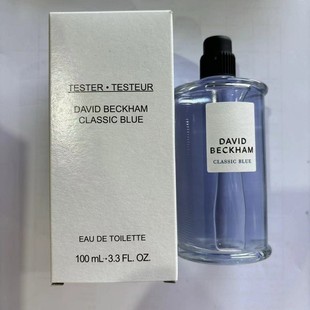 TESTER • TESTEUR
DAVID BECKHAM
CLASSIC BLUE
EAU DE TOILETTE
100 mL • 3.3 FL. OZ.
DAVID
BECKHAM
CLASSIC BLUE